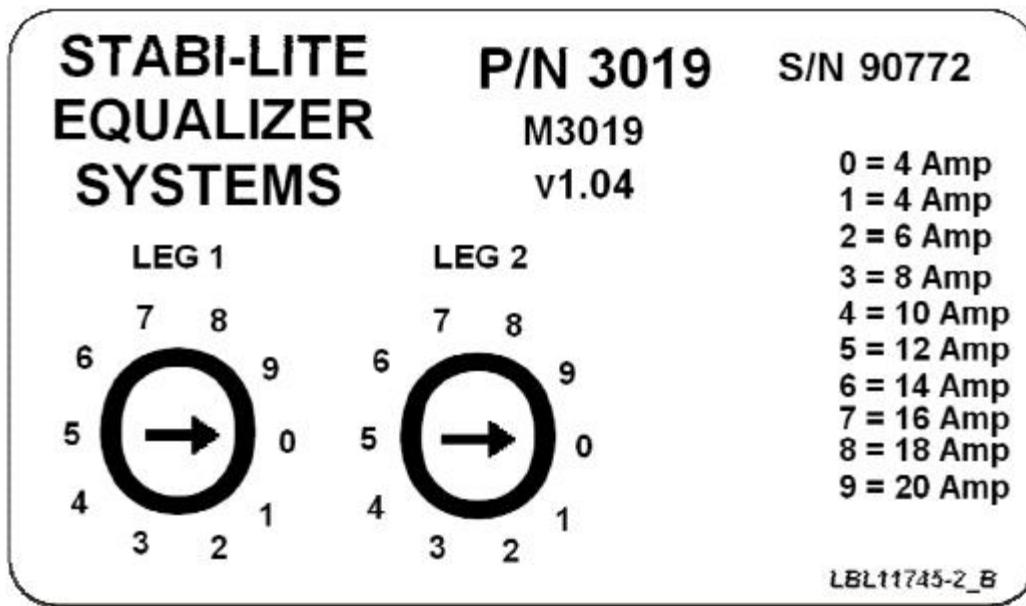 STABI-LITE
EQUALIZER
SYSTEMS
P/N 3019
M3019
v1.04
S/N 90772
0 = 4 Amp
1 = 4 Amp
2 = 6 Amp
3 = 8 Amp
4 = 10 Amp
5 = 12 Amp
6 = 14 Amp
7 = 16 Amp
8 = 18 Amp
9 = 20 Amp
LEG 1
7 8
6 9
5 0
4 1
3 2
LEG 2
7 8
6 9
5 0
4 1
3 2
LBL11745-2_B